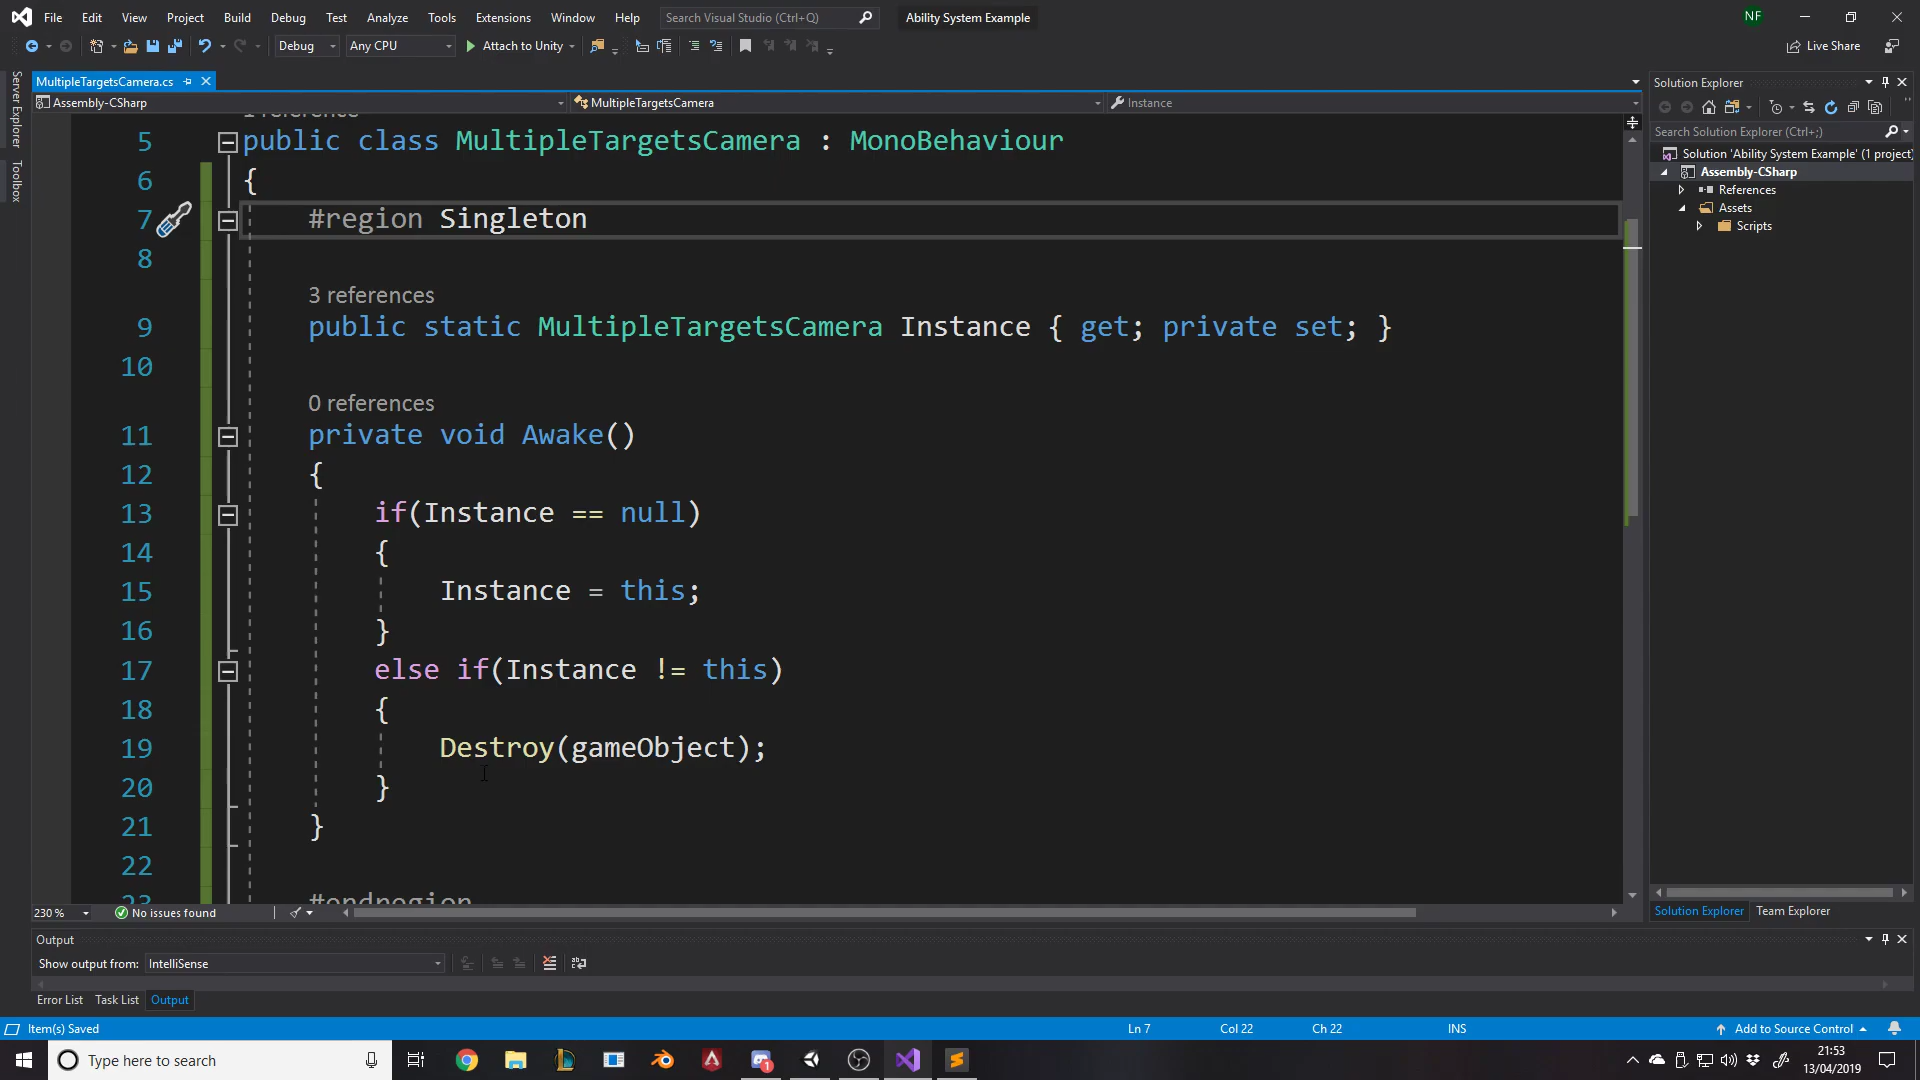 File Edit View Project Build Debug Test Analyze Tools Extensions Window Help Search Visual Studio (Ctrl+Q) Ability System Example NF
Debug Any CPU Attach to Unity Live Share
Server Explorer
Toolbox
MultipleTargetsCamera.cs
Assembly-CSharp MultipleTargetsCamera Instance
5 public class MultipleTargetsCamera : MonoBehaviour
6 {
7 #region Singleton
8
3 references
9 public static MultipleTargetsCamera Instance { get; private set; }
10
0 references
11 private void Awake()
12 {
13 if(Instance == null)
14 {
15 Instance = this;
16 }
17 else if(Instance != this)
18 {
19 Destroy(gameObject);
20 }
21 }
22
23 #endregion
230 % No issues found
Solution Explorer
Search Solution Explorer (Ctrl+;)
Solution 'Ability System Example' (1 project)
Assembly-CSharp
References
Assets
Scripts
Solution Explorer Team Explorer
Output
Show output from: IntelliSense
Error List Task List Output
Item(s) Saved Ln 7 Col 22 Ch 22 INS Add to Source Control
Type here to search
1
21:53
13/04/2019